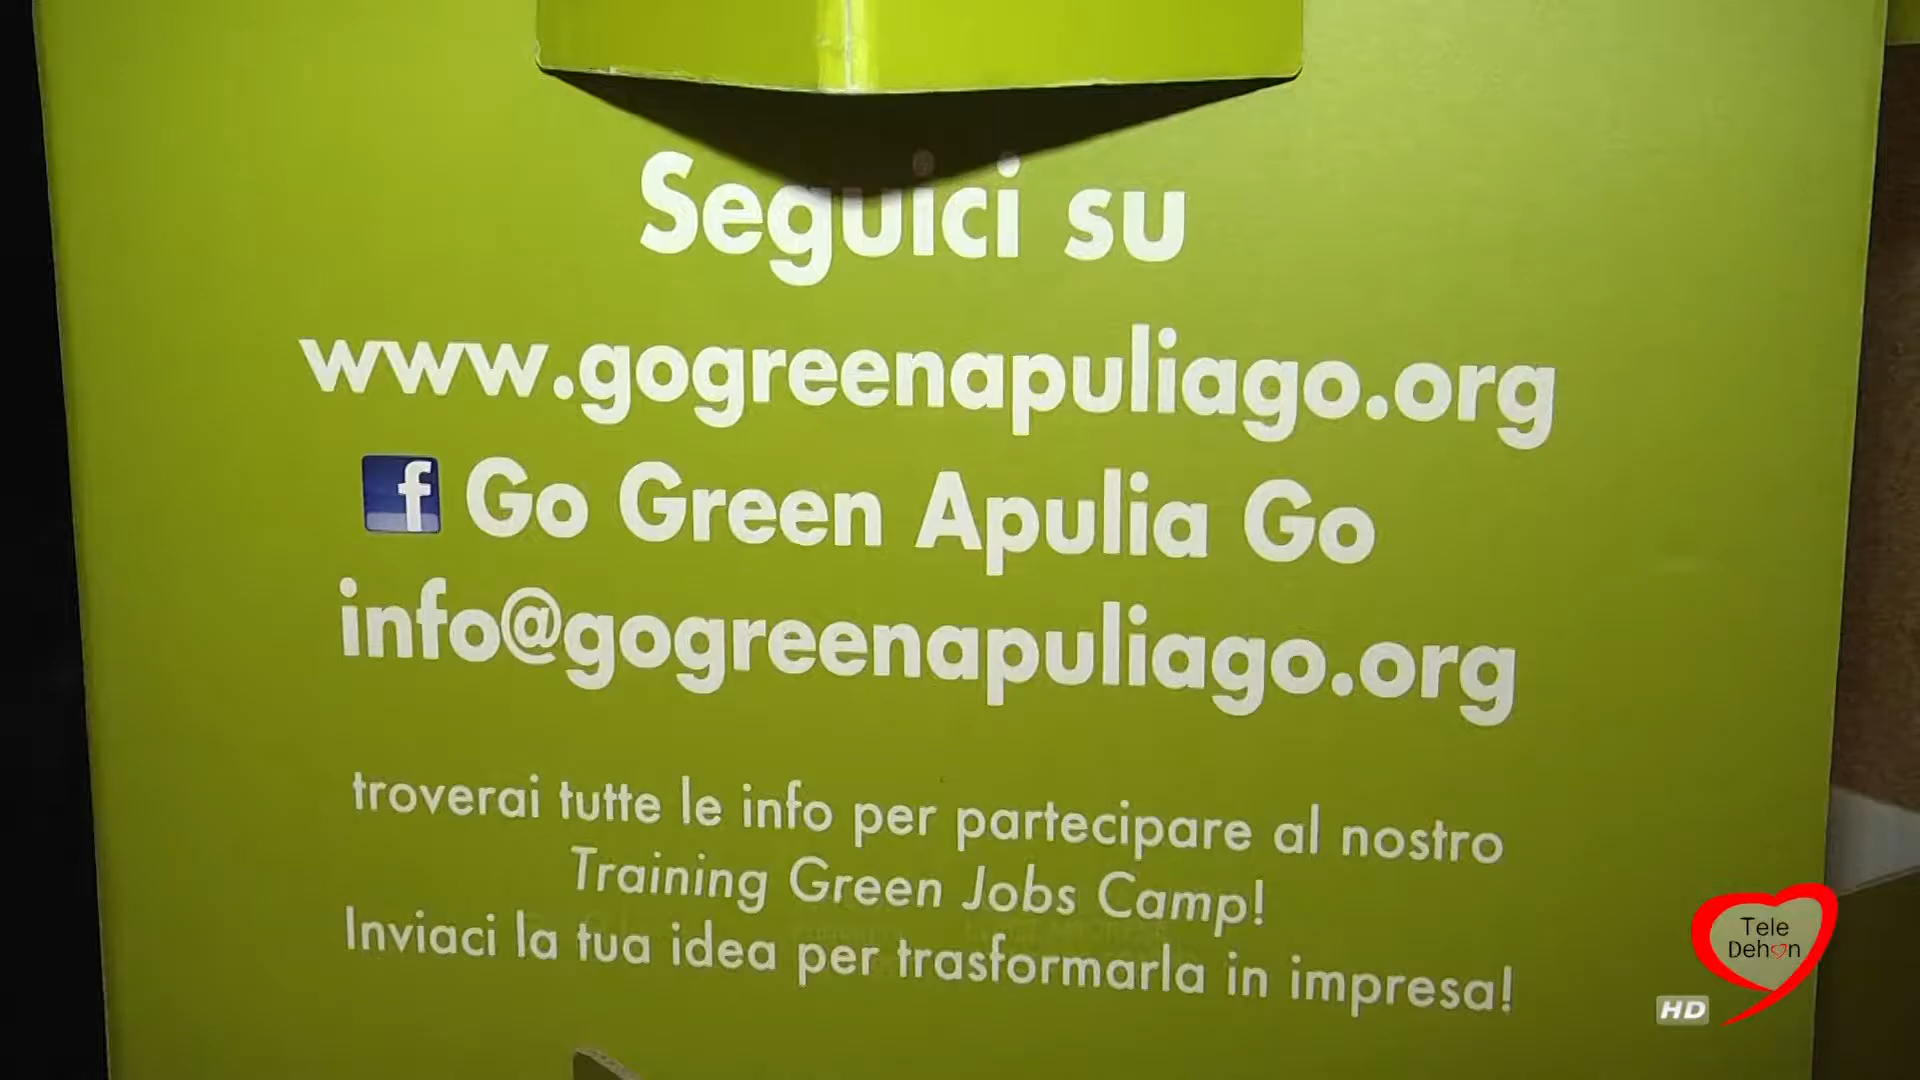 Seguici su
www.gogreenapuliago.org
f Go Green Apulia Go
info@gogreenapuliago.org
troverai tutte le info per partecipare al nostro
Training Green Jobs Camp!
Inviaci la tua idea per trasformarla in impresa!
Tele
Dehon
HD